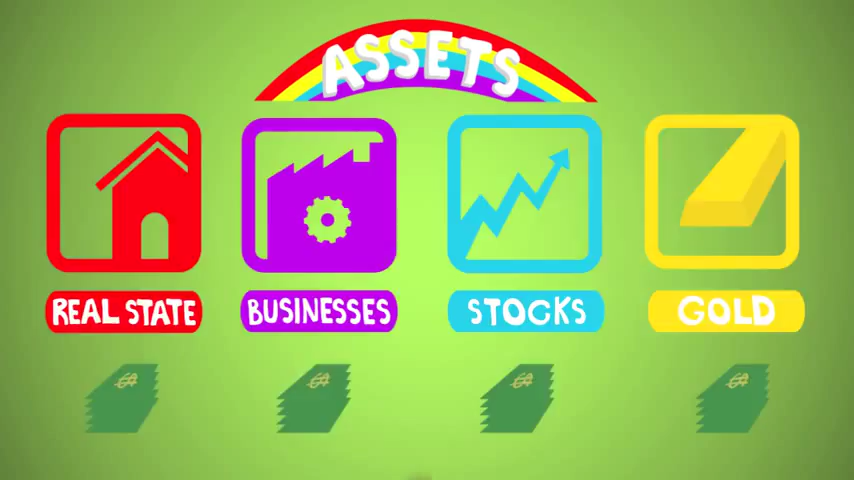 ASSETS
REAL STATE
BUSINESSES
STOCKS
GOLD